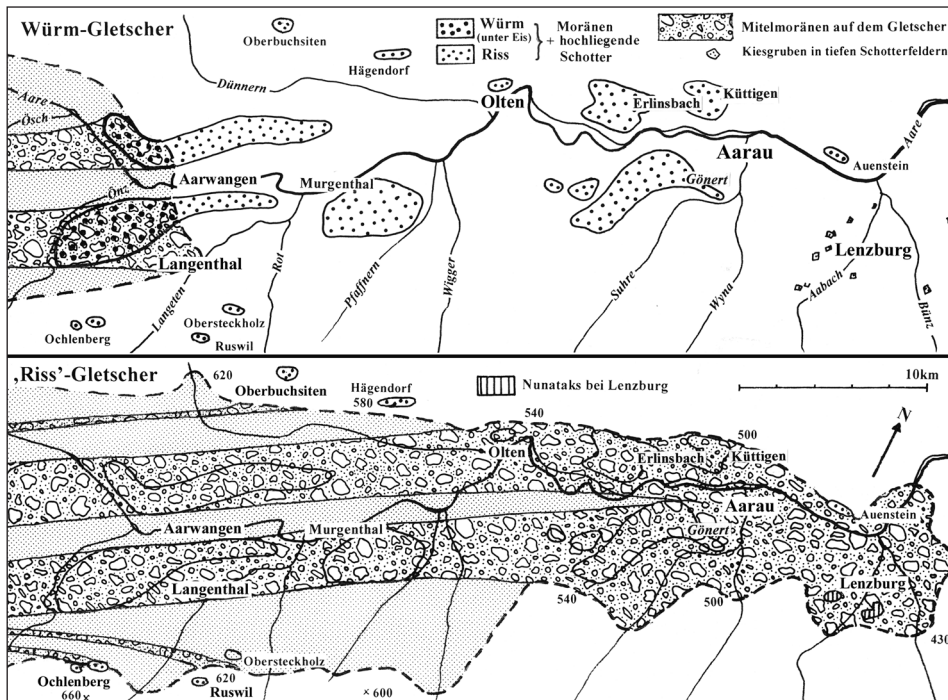 Würm-Gletscher
Oberbuchsiten
Hägendorf
Würm
(unter Eis)
Riss
+
Moränen
hochliegende
Schotter
Mitelmoränen auf dem Gletscher
Kiesgruben in tiefen Schotterfeldern
Dünnern
Aare
Ösch
Olten
Erlinsbach
Küttigen
Aarau
Aare
Auenstein
Aarwangen
Önz
Murgenthal
Gönert
Langenthal
Lenzburg
Langeten
Rot
Pfaffnern
Wigger
Suhre
Wyna
Aabach
Bünz
Ochlenberg
Obersteckholz
Ruswil
‚Riss'-Gletscher
620
Oberbuchsiten
Hägendorf
580
Nunataks bei Lenzburg
10km
N
540
500
Olten
Erlinsbach
Küttigen
Aarwangen
Murgenthal
Aarau
Auenstein
Gönert
Langenthal
Lenzburg
540
500
430
Obersteckholz
Ochlenberg
660 ×
620
Ruswil
× 600